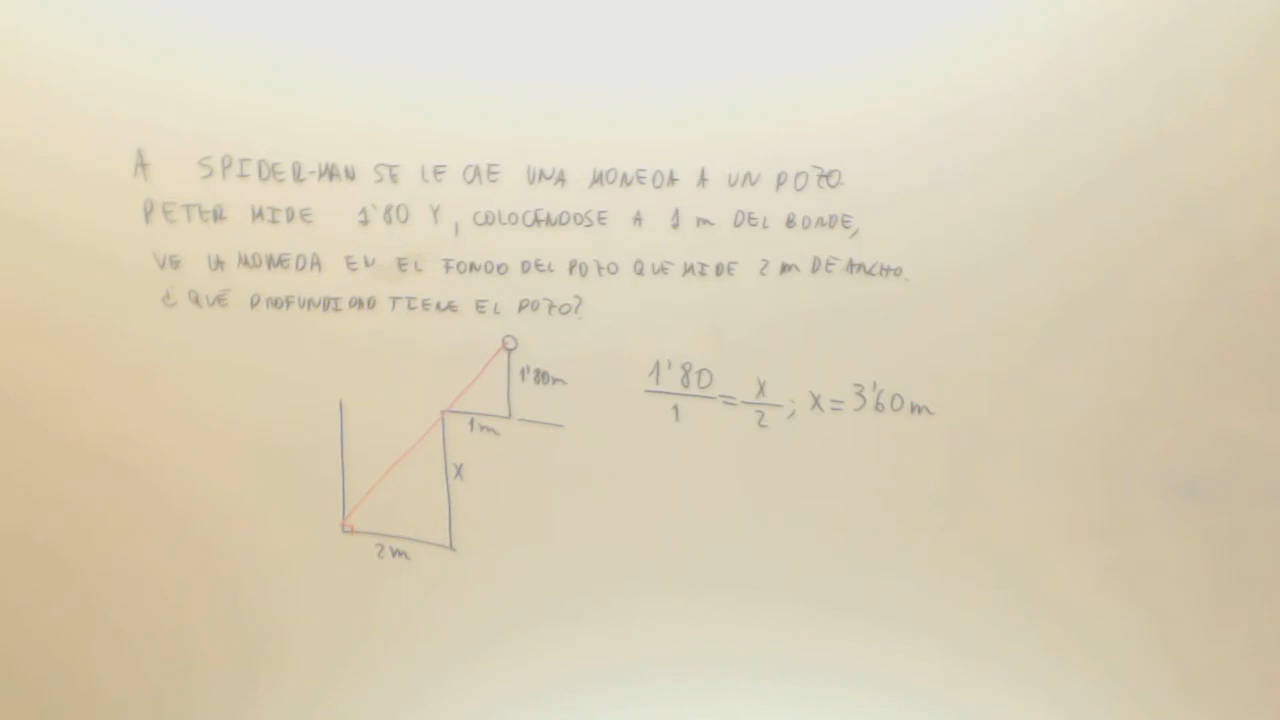 A SPIDER-MAN SE LE CAE UNA MONEDA A UN POZO.
PETER MIDE 1'80 Y, COLOCÁNDOSE A 1 m DEL BORDE,
VE LA MONEDA EN EL FONDO DEL POZO QUE MIDE 2 m DE ANCHO.
¿QUÉ PROFUNDIDAD TIENE EL POZO?
1'80m
1m
x
2m
1'80/1 = x/2; x = 3'60m